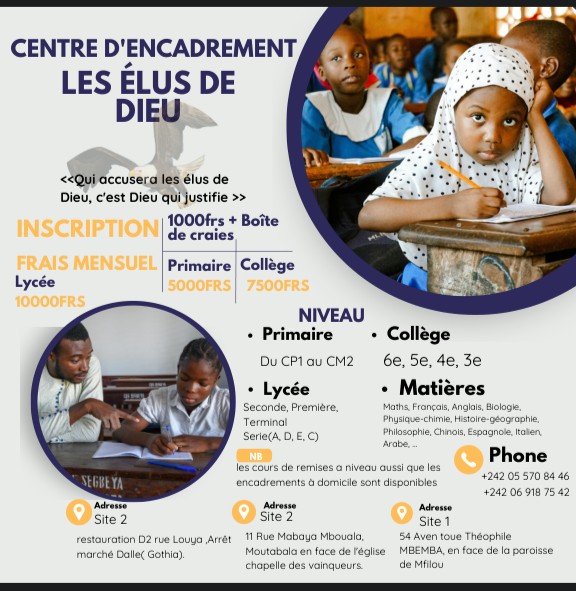 CENTRE D'ENCADREMENT
LES ÉLUS DE
DIEU
<<Qui accusera les élus de
Dieu, c'est Dieu qui justifie >>
INSCRIPTION
1000frs + Boîte
de craies
FRAIS MENSUEL
Primaire
5000FRS
Collège
7500FRS
Lycée
10000FRS
NIVEAU
• Primaire
Du CP1 au CM2
• Collège
6e, 5e, 4e, 3e
• Lycée
Seconde, Première,
Terminal
Serie(A, D, E, C)
• Matières
Maths, Français, Anglais, Biologie,
Physique-chimie, Histoire-géographie,
Philosophie, Chinois, Espagnole, Italien,
Arabe, ...
NB
les cours de remises a niveau aussi que les
encadrements à domicile sont disponibles
Phone
+242 05 570 84 46
+242 06 918 75 42
Adresse
Site 2
restauration D2 rue Louya ,Arrêt
marché Dalle( Gothia).
Adresse
Site 2
11 Rue Mabaya Mbouala,
Moutabala en face de l'église
chapelle des vainqueurs.
Adresse
Site 1
54 Aven toue Théophile
MBEMBA, en face de la paroisse
de Mfilou